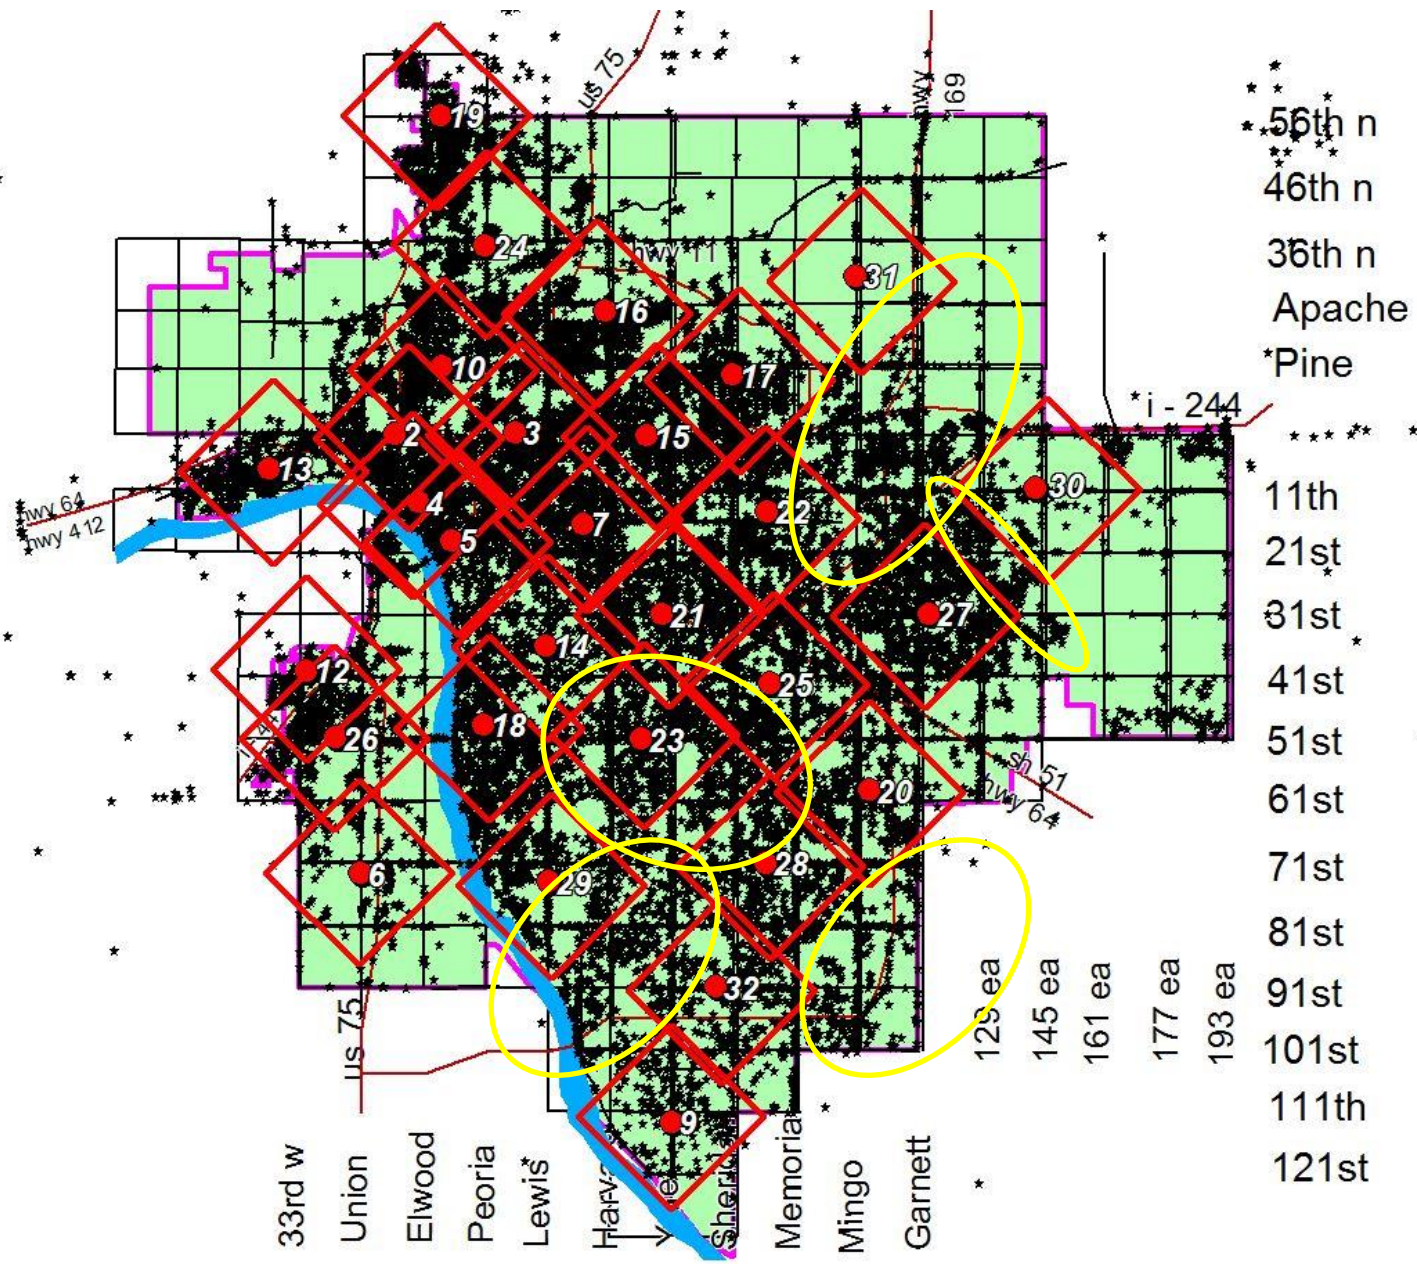 us 75
hwy
169
56th n
46th n
36th n
Apache
Pine
i - 244
11th
21st
31st
41st
51st
61st
71st
81st
91st
101st
111th
121st
19
24
hwy 11
31
16
10
17
2
3
15
13
30
hwy 64
hwy 412
4
7
22
5
21
27
14
12
25
18
26
23
sh 51
hwy 64
20
6
29
28
32
9
us 75
129 ea
145 ea
161 ea
177 ea
193 ea
33rd w
Union
Elwood
Peoria
Lewis
Memorial
Mingo
Garnett